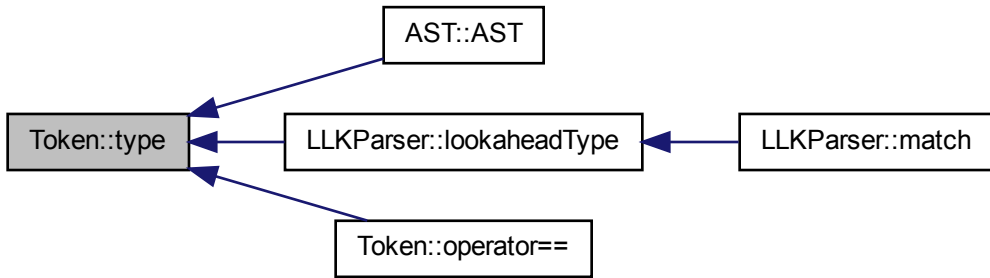 AST::AST
Token::type
LLKParser::lookaheadType
LLKParser::match
Token::operator==